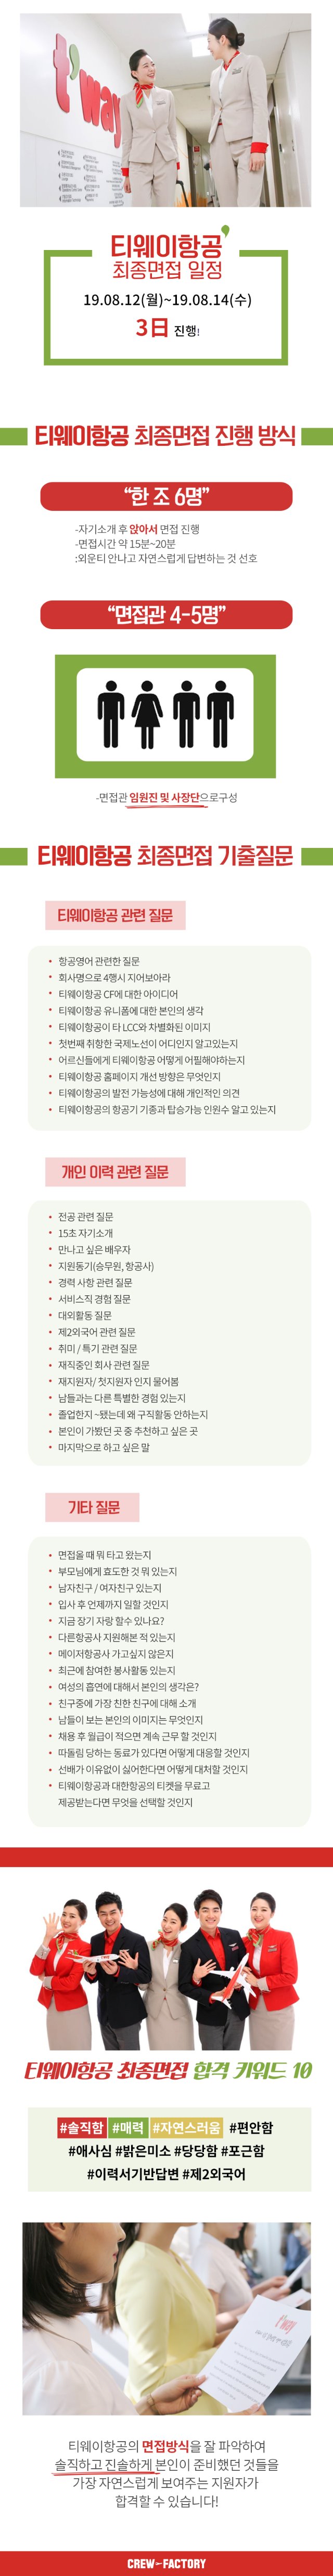 t'way
티웨이항공
최종면접 일정
19.08.12(월)~19.08.14(수)
3日 진행!
티웨이항공 최종면접 진행 방식
“한 조 6명”
-자기소개 후 앉아서 면접 진행
-면접시간 약 15분~20분
:외운티 안나고 자연스럽게 답변하는 것 선호
“면접관 4-5명”
-면접관 임원진 및 사장단으로구성
티웨이항공 최종면접 기출질문
티웨이항공 관련 질문
• 항공영어 관련한 질문
• 회사명으로 4행시 지어보아라
• 티웨이항공 CF에 대한 아이디어
• 티웨이항공 유니폼에 대한 본인의 생각
• 티웨이항공이 타 LCC와 차별화된 이미지
• 첫번째 취항한 국제노선이 어디인지 알고있는지
• 어르신들에게 티웨이항공 어떻게 어필해야하는지
• 티웨이항공 홈페이지 개선 방향은 무엇인지
• 티웨이항공의 발전 가능성에 대해 개인적인 의견
• 티웨이항공의 항공기 기종과 탑승가능 인원수 알고 있는지
개인 이력 관련 질문
• 전공 관련 질문
• 15초 자기소개
• 만나고 싶은 배우자
• 지원동기(승무원, 항공사)
• 경력 사항 관련 질문
• 서비스직 경험 질문
• 대외활동 질문
• 제2외국어 관련 질문
• 취미 / 특기 관련 질문
• 재직중인 회사 관련 질문
• 재지원자/ 첫지원자 인지 물어봄
• 남들과는 다른 특별한 경험 있는지
• 졸업한지 ~됐는데 왜 구직활동 안하는지
• 본인이 가봤던 곳 중 추천하고 싶은 곳
• 마지막으로 하고 싶은 말
기타 질문
• 면접올 때 뭐 타고 왔는지
• 부모님에게 효도한 것 뭐 있는지
• 남자친구 / 여자친구 있는지
• 입사 후 언제까지 일할 것인지
• 지금 장기 자랑 할수 있나요?
• 다른항공사 지원해본 적 있는지
• 메이저항공사 가고싶지 않은지
• 최근에 참여한 봉사활동 있는지
• 여성의 흡연에 대해서 본인의 생각은?
• 친구중에 가장 친한 친구에 대해 소개
• 남들이 보는 본인의 이미지는 무엇인지
• 채용 후 월급이 적으면 계속 근무 할 것인지
• 따돌림 당하는 동료가 있다면 어떻게 대응할 것인지
• 선배가 이유없이 싫어한다면 어떻게 대처할 것인지
• 티웨이항공과 대한항공의 티켓을 무료고
제공받는다면 무엇을 선택할 것인지
티웨이항공 최종면접 합격 키워드 10
#솔직함 #매력 #자연스러움 #편안함
#애사심 #밝은미소 #당당함 #포근함
#이력서기반답변 #제2외국어
티웨이항공의 면접방식을 잘 파악하여
솔직하고 진솔하게 본인이 준비했던 것들을
가장 자연스럽게 보여주는 지원자가
합격할 수 있습니다!
CREW-FACTORY